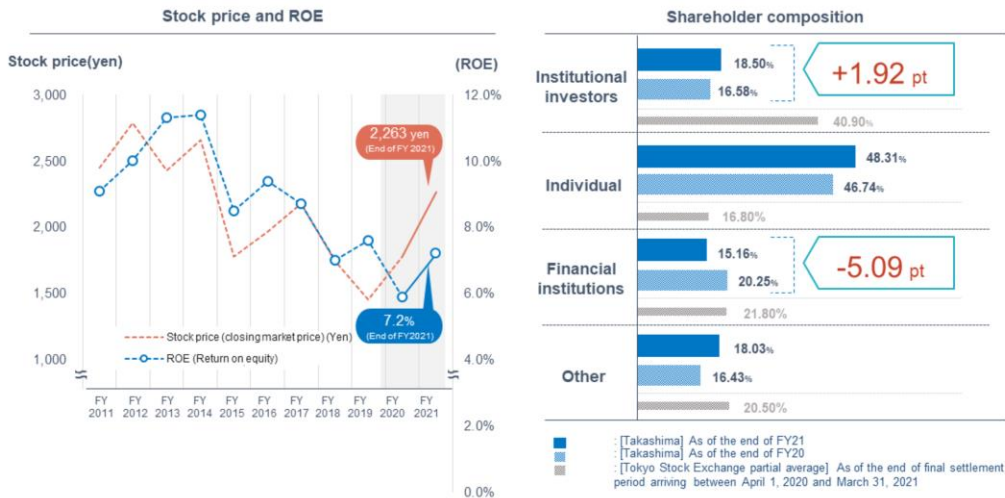 Stock price and ROE
Stock price(yen)
(ROE)
3,000
2,500
2,000
1,500
1,000
12.0%
10.0%
8.0%
6.0%
4.0%
2.0%
0.0%
2,263 yen
(End of FY 2021)
7.2%
(End of FY2021)
Stock price (closing market price) (Yen)
ROE (Return on equity)
FY FY FY FY FY FY FY FY FY FY FY
2011 2012 2013 2014 2015 2016 2017 2018 2019 2020 2021
Shareholder composition
Institutional
investors
18.50%
16.58%
40.90%
+1.92 pt
Individual
48.31%
46.74%
16.80%
Financial
institutions
15.16%
20.25%
21.80%
-5.09 pt
Other
18.03%
16.43%
20.50%
: [Takashima] As of the end of FY21
: [Takashima] As of the end of FY20
: [Tokyo Stock Exchange partial average] As of the end of final settlement
period arriving between April 1, 2020 and March 31, 2021